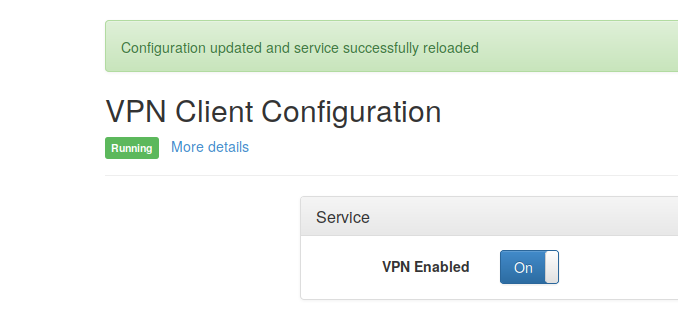 Configuration updated and service successfully reloaded
VPN Client Configuration
Running More details
Service
VPN Enabled On